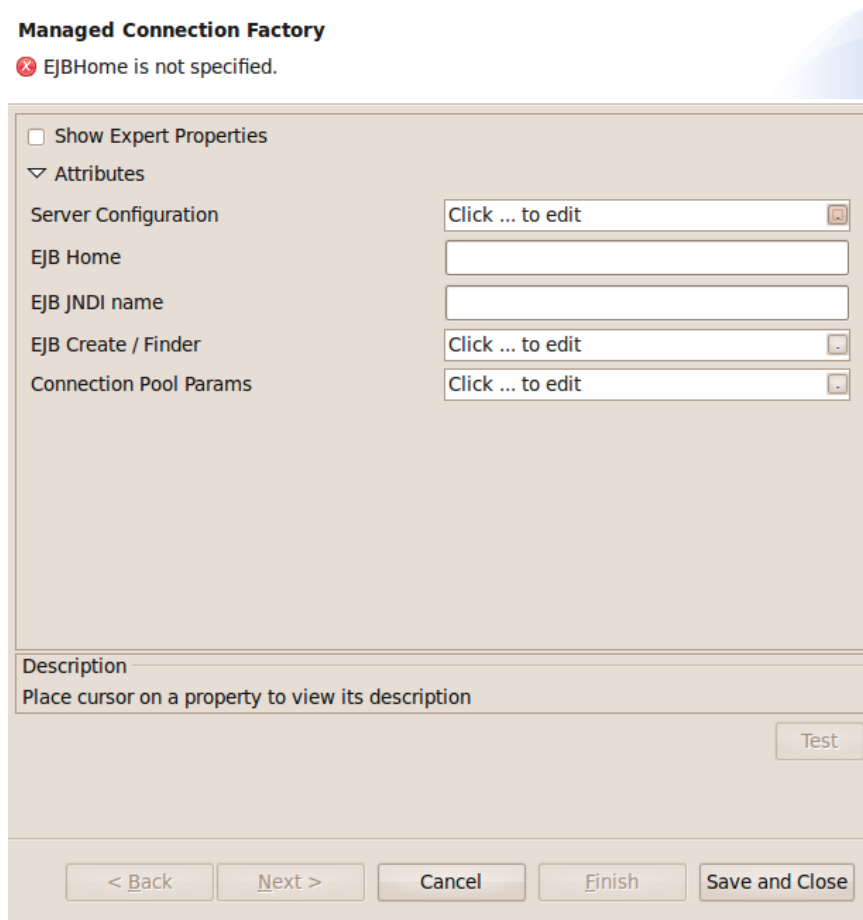 Managed Connection Factory
EJBHome is not specified.
Show Expert Properties
Attributes
Server Configuration Click ... to edit
EJB Home
EJB JNDI name
EJB Create / Finder Click ... to edit
Connection Pool Params Click ... to edit
Description
Place cursor on a property to view its description
Test
< Back Next > Cancel Finish Save and Close